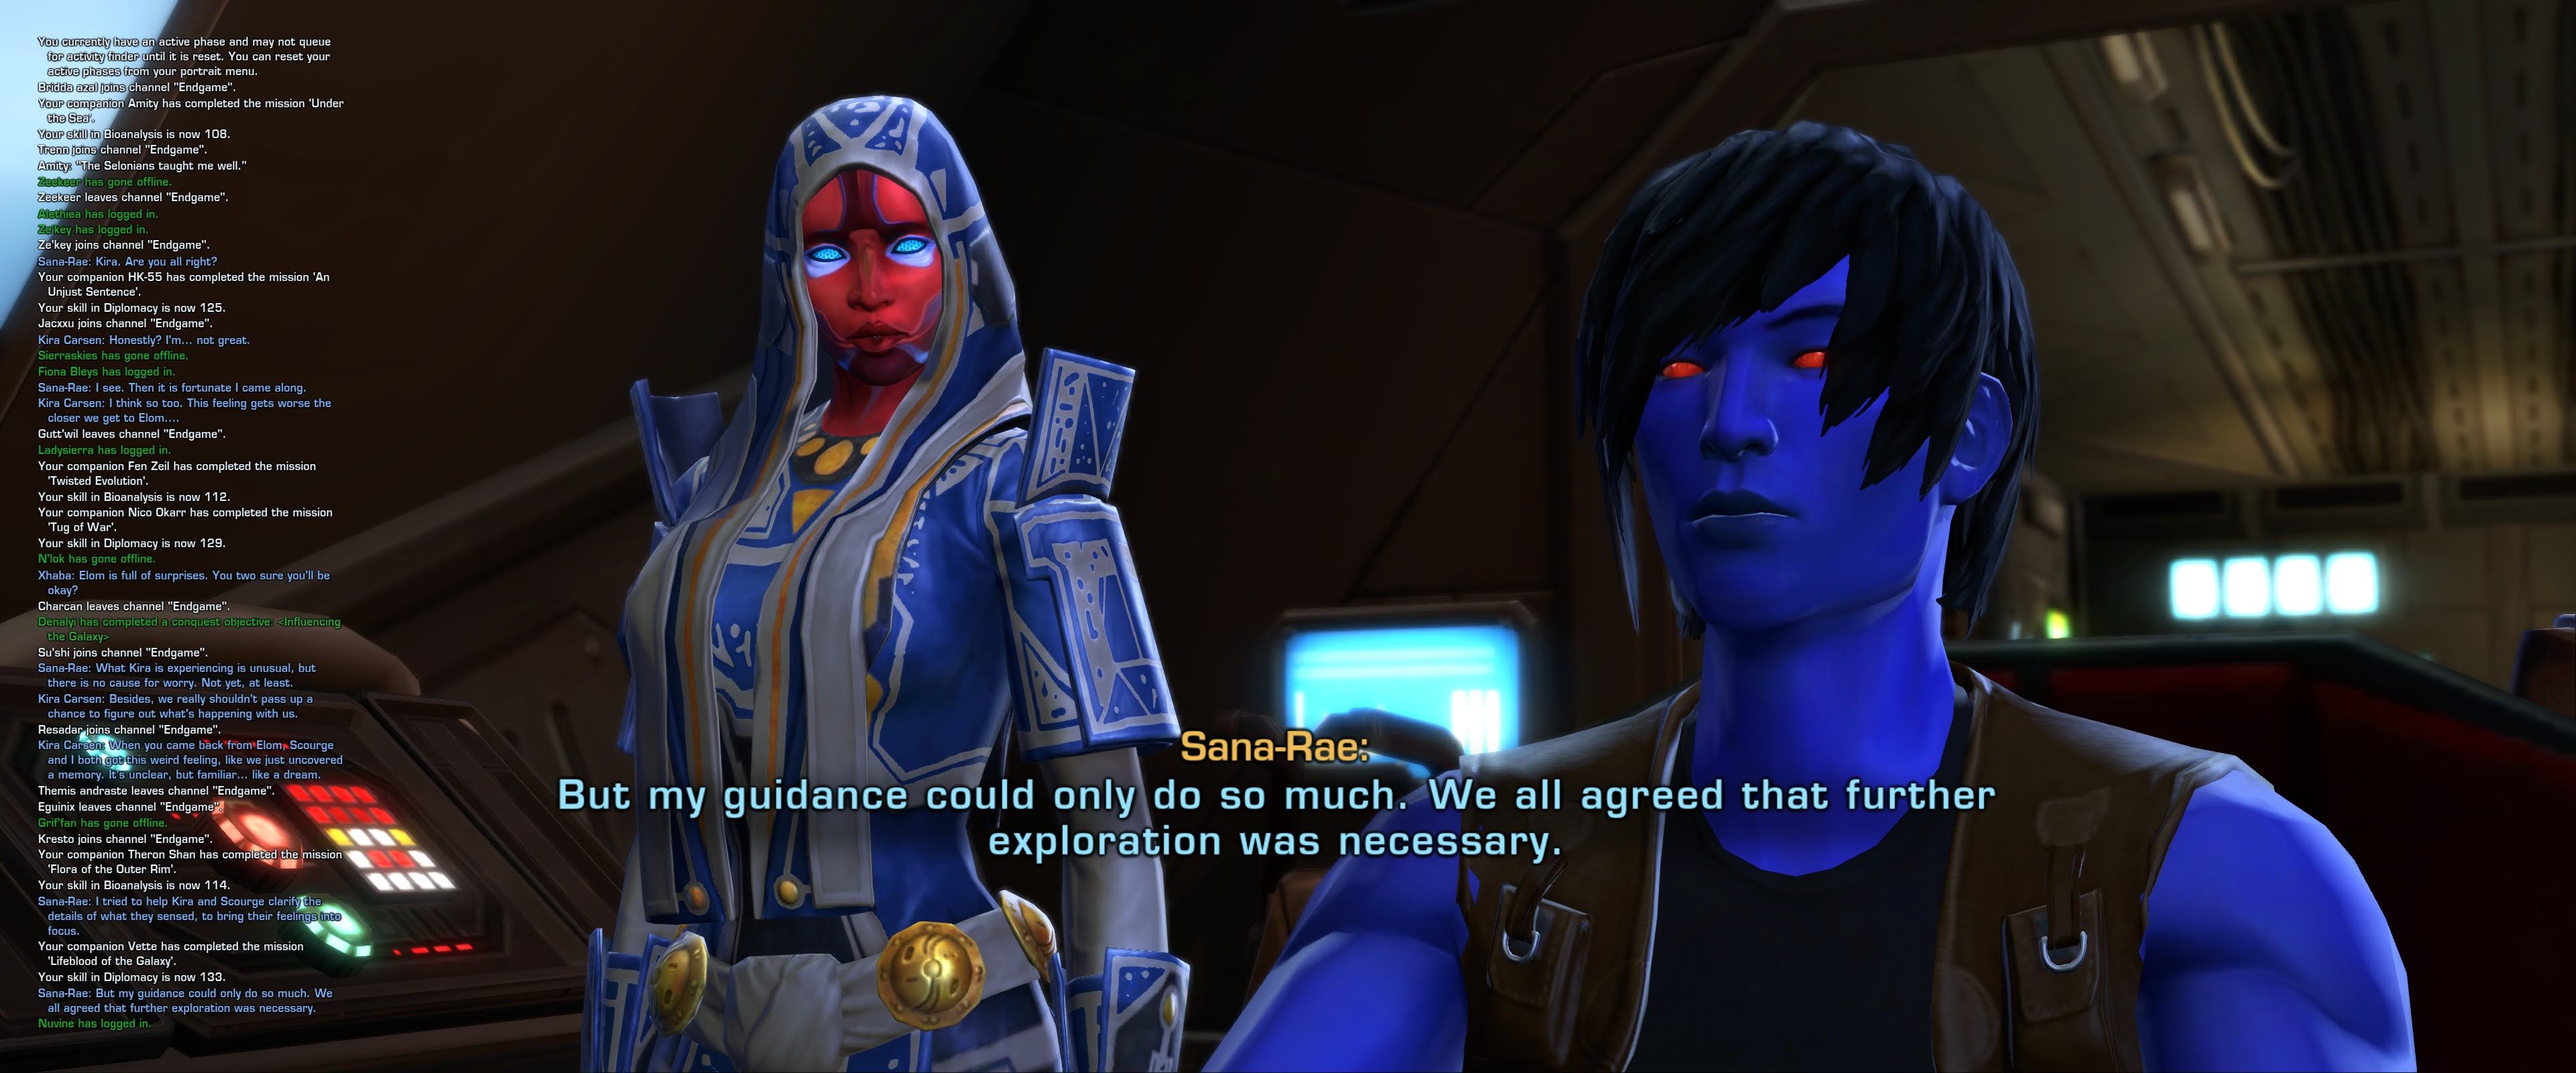 You currently have an active phase and may not queue
for activity finder until it is reset. You can reset your
active phases from your portrait menu.
Bridda azal joins channel "Endgame".
Your companion Amity has completed the mission 'Under
the Sea'.
Your skill in Bioanalysis is now 108.
Trenn joins channel "Endgame".
Amity: "The Selonians taught me well."
Zeekeer has gone offline.
Zeekeer leaves channel "Endgame".
Alethiea has logged in.
Ze'key has logged in.
Ze'key joins channel "Endgame".
Sana-Rae: Kira. Are you all right?
Your companion HK-55 has completed the mission 'An
Unjust Sentence'.
Your skill in Diplomacy is now 125.
Jacxxu joins channel "Endgame".
Kira Carsen: Honestly? I'm... not great.
Sierraskies has gone offline.
Fiona Bleys has logged in.
Sana-Rae: I see. Then it is fortunate I came along.
Kira Carsen: I think so too. This feeling gets worse the
closer we get to Elom....
Gutt'wil leaves channel "Endgame".
Ladysierra has logged in.
Your companion Fen Zeil has completed the mission
'Twisted Evolution'.
Your skill in Bioanalysis is now 112.
Your companion Nico Okarr has completed the mission
'Tug of War'.
Your skill in Diplomacy is now 129.
N'lok has gone offline.
Xhaba: Elom is full of surprises. You two sure you'll be
okay?
Charcan leaves channel "Endgame".
Denalyi has completed a conquest objective: <Influencing
the Galaxy>
Su'shi joins channel "Endgame".
Sana-Rae: What Kira is experiencing is unusual, but
there is no cause for worry. Not yet, at least.
Kira Carsen: Besides, we really shouldn't pass up a
chance to figure out what's happening with us.
Resadar joins channel "Endgame".
Kira Carsen: When you came back from Elom, Scourge
and I both got this weird feeling, like we just uncovered
a memory. It's unclear, but familiar... like a dream.
Themis andraste leaves channel "Endgame".
Eguinix leaves channel "Endgame".
Grif'fan has gone offline.
Kresto joins channel "Endgame".
Your companion Theron Shan has completed the mission
'Flora of the Outer Rim'.
Your skill in Bioanalysis is now 114.
Sana-Rae: I tried to help Kira and Scourge clarify the
details of what they sensed, to bring their feelings into
focus.
Your companion Vette has completed the mission
'Lifeblood of the Galaxy'.
Your skill in Diplomacy is now 133.
Sana-Rae: But my guidance could only do so much. We
all agreed that further exploration was necessary.
Nuvine has logged in.
Sana-Rae:
But my guidance could only do so much. We all agreed that further
exploration was necessary.